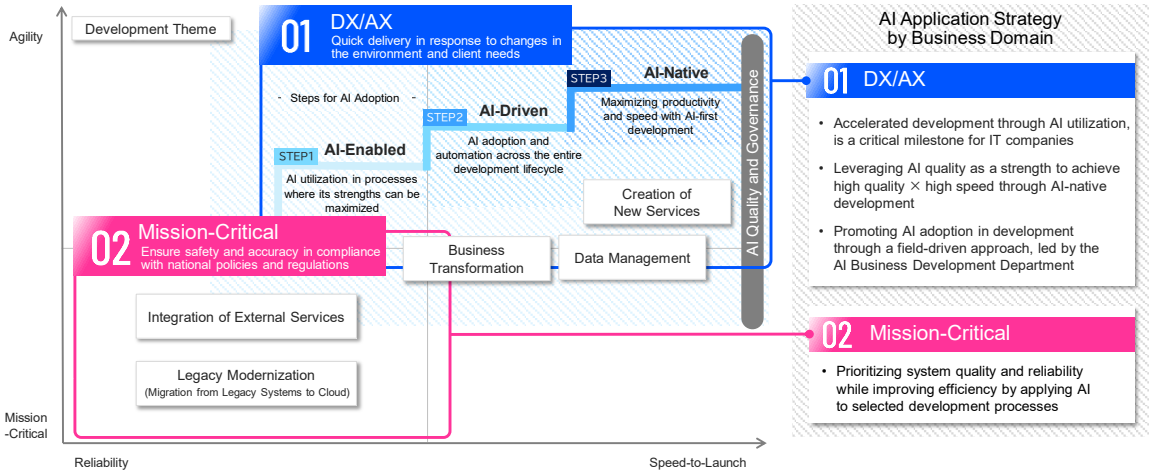 Agility
Development Theme
01
DX/AX
Quick delivery in response to changes in
the environment and client needs
- Steps for AI Adoption -
STEP1
AI-Enabled
AI utilization in processes
where its strengths can be
maximized
STEP2
AI-Driven
AI adoption and
automation across the entire
development lifecycle
STEP3
AI-Native
Maximizing productivity
and speed with AI-first
development
AI Quality and Governance
Creation of
New Services
02
Mission-Critical
Ensure safety and accuracy in compliance
with national policies and regulations
Business
Transformation
Data Management
Integration of External Services
Legacy Modernization
(Migration from Legacy Systems to Cloud)
Mission
-Critical
Reliability
Speed-to-Launch
AI Application Strategy
by Business Domain
01
DX/AX
• Accelerated development through AI utilization,
is a critical milestone for IT companies
• Leveraging AI quality as a strength to achieve
high quality × high speed through AI-native
development
• Promoting AI adoption in development
through a field-driven approach, led by the
AI Business Development Department
02
Mission-Critical
• Prioritizing system quality and reliability
while improving efficiency by applying AI
to selected development processes